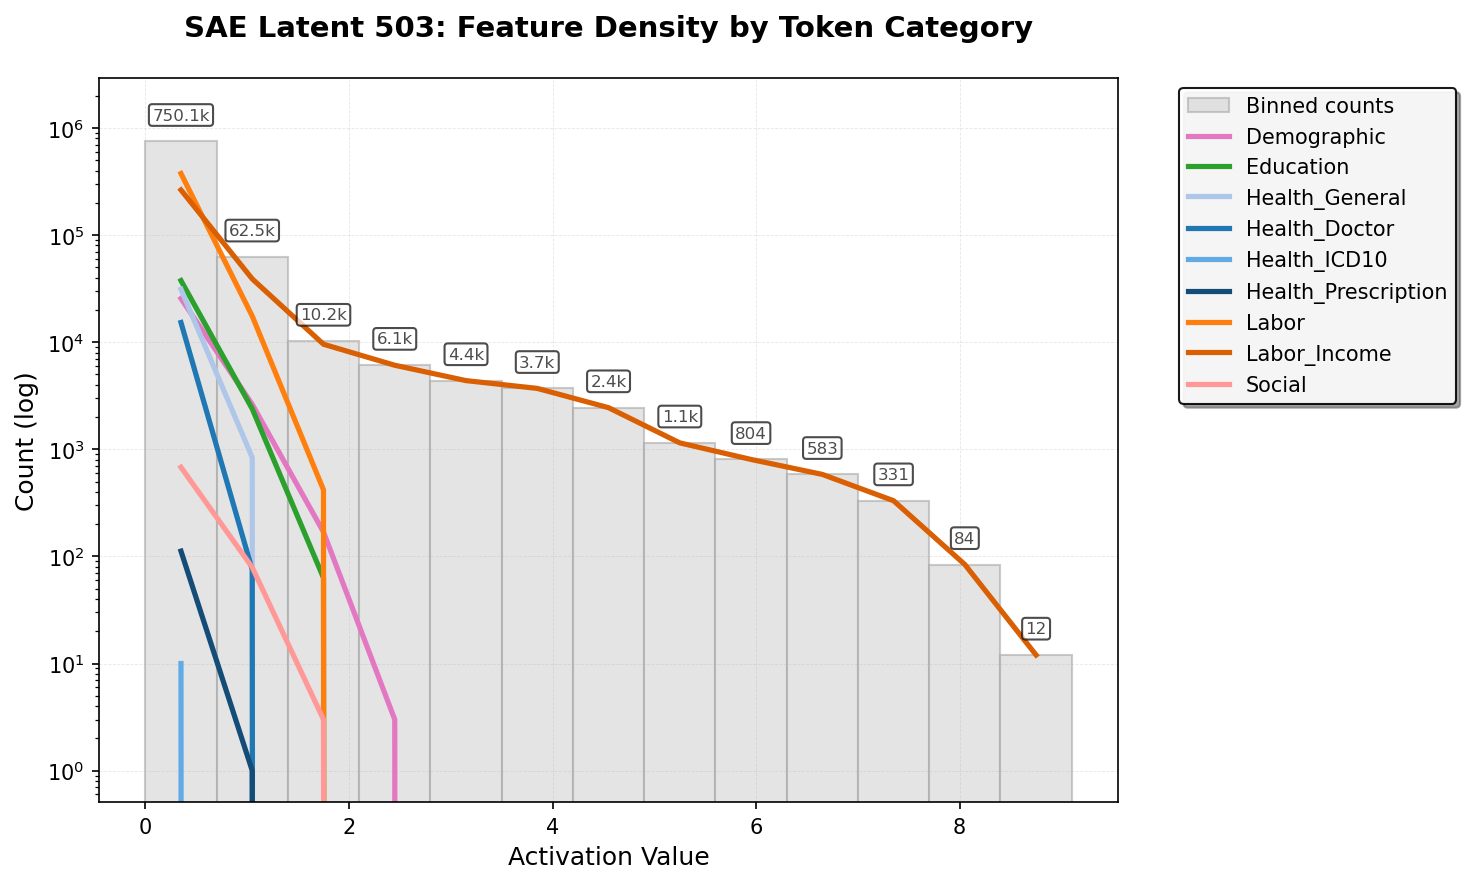 SAE Latent 503: Feature Density by Token Category
Count (log)
10⁶
10⁵
10⁴
10³
10²
10¹
10⁰
750.1k
62.5k
10.2k
6.1k
4.4k
3.7k
2.4k
1.1k
804
583
331
84
12
0
2
4
6
8
Activation Value
Binned counts
Demographic
Education
Health_General
Health_Doctor
Health_ICD10
Health_Prescription
Labor
Labor_Income
Social